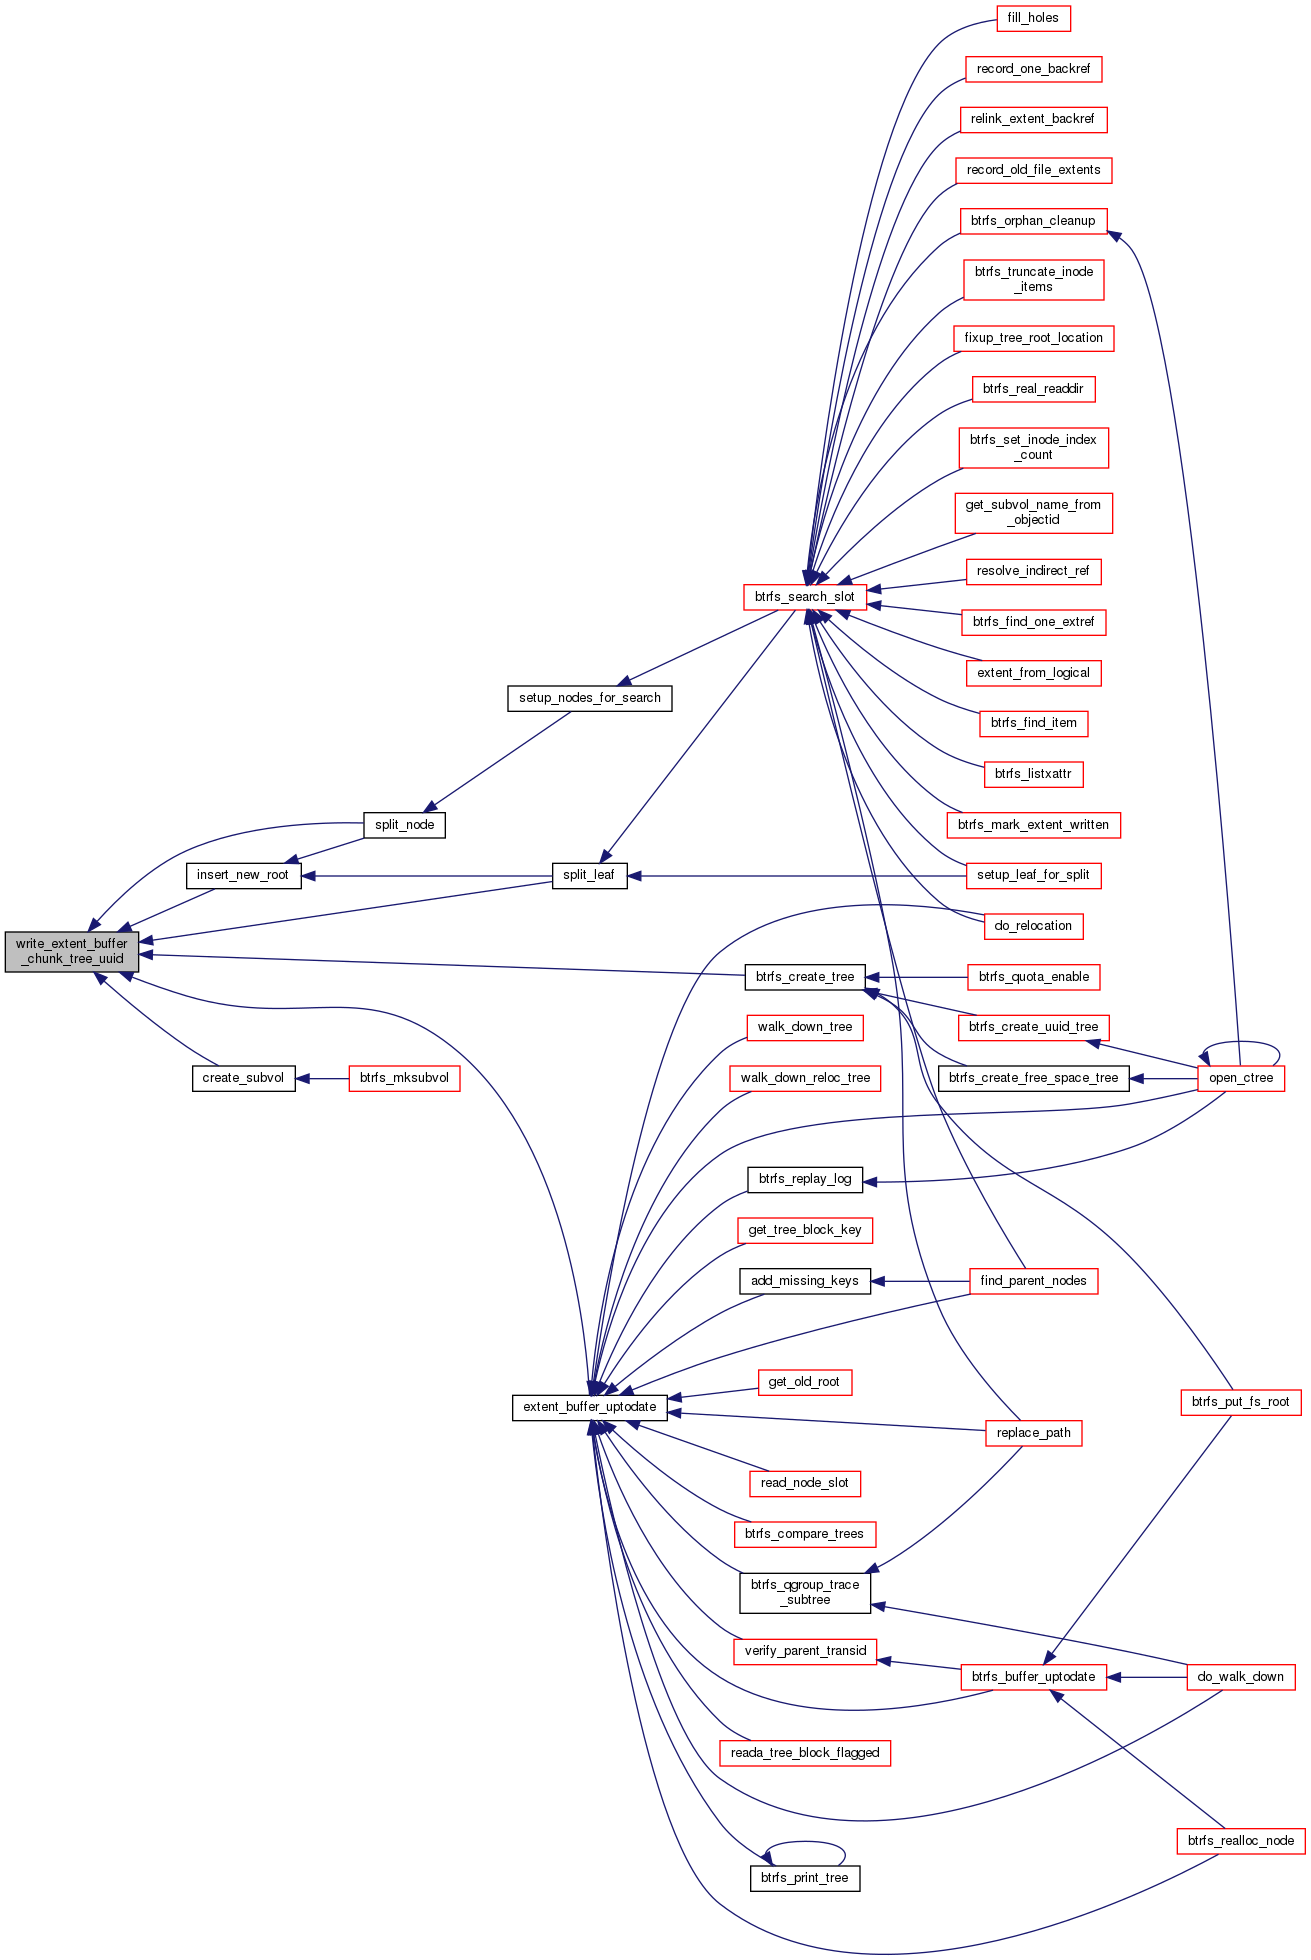 fill_holes
record_one_backref
relink_extent_backref
record_old_file_extents
btrfs_orphan_cleanup
btrfs_truncate_inode
_items
fixup_tree_root_location
btrfs_real_readdir
btrfs_set_inode_index
_count
get_subvol_name_from
_objectid
resolve_indirect_ref
btrfs_search_slot
btrfs_find_one_extref
extent_from_logical
setup_nodes_for_search
btrfs_find_item
btrfs_listxattr
split_node
btrfs_mark_extent_written
insert_new_root
split_leaf
setup_leaf_for_split
do_relocation
write_extent_buffer
_chunk_tree_uuid
btrfs_create_tree
btrfs_quota_enable
walk_down_tree
btrfs_create_uuid_tree
create_subvol
btrfs_mksubvol
walk_down_reloc_tree
btrfs_create_free_space_tree
open_ctree
btrfs_replay_log
get_tree_block_key
add_missing_keys
find_parent_nodes
get_old_root
btrfs_put_fs_root
extent_buffer_uptodate
replace_path
read_node_slot
btrfs_compare_trees
btrfs_qgroup_trace
_subtree
verify_parent_transid
btrfs_buffer_uptodate
do_walk_down
reada_tree_block_flagged
btrfs_realloc_node
btrfs_print_tree